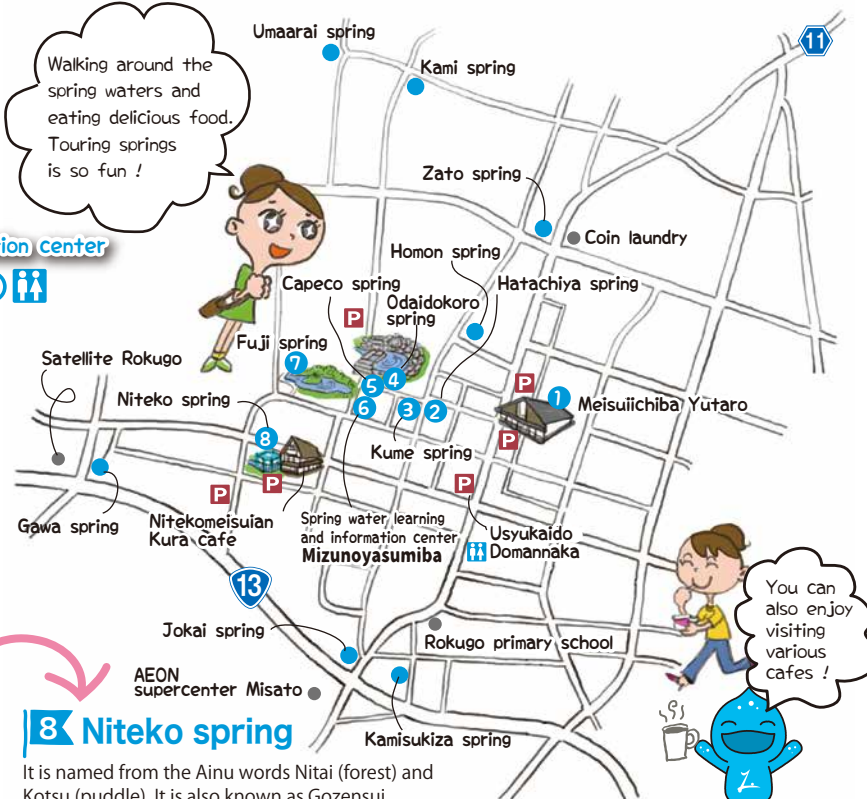 Umaarai spring
11
Kami spring
Walking around the
spring waters and
eating delicious food.
Touring springs
is so fun !
Zato spring
Coin laundry
ion center
Homon spring
Hatachiya spring
Capeco spring
Odaidokoro
spring
P
Fuji spring
7
Satellite Rokugo
Niteko spring
5
4
6
3
2
P
1
Meisuiichiba Yutaro
8
Kume spring
P
P
P
P
Gawa spring
Nitekomeisuian
Kura café
Spring water learning
and information center
Mizunoyasumiba
Usyukaido
Domannaka
13
You can
also enjoy
visiting
various
cafes !
Jokai spring
Rokugo primary school
AEON
supercenter Misato
Kamisukiza spring
8 Niteko spring
It is named from the Ainu words Nitai (forest) and
Kotsu (puddle). It is also known as Gozensui